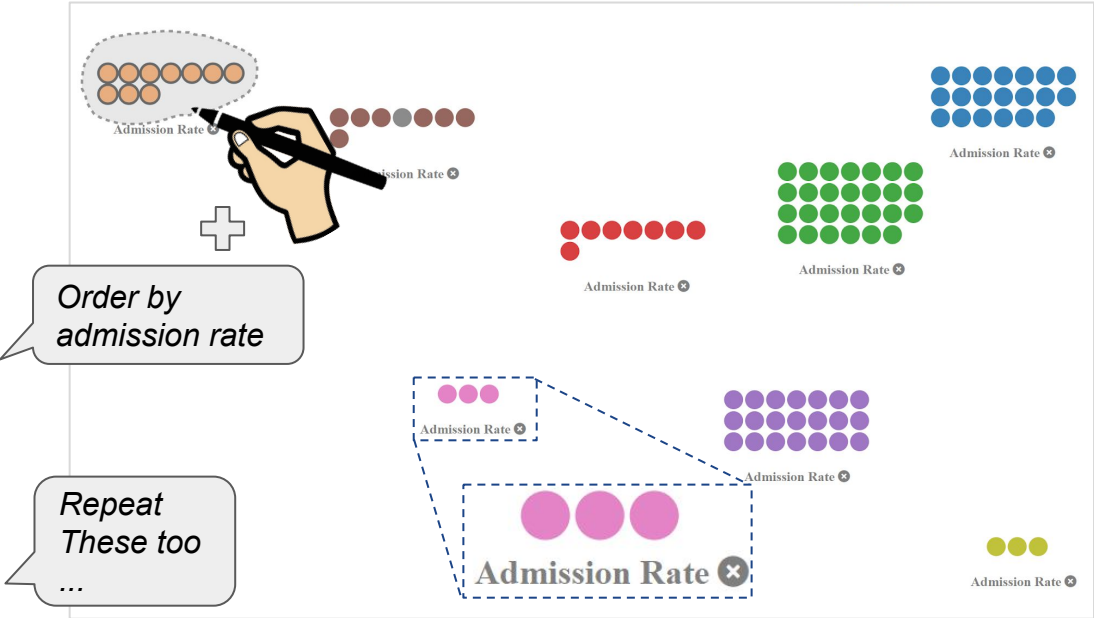 Admission Rate
ission Rate
Admission Rate
Admission Rate
Admission Rate
Order by
admission rate
Admission Rate
Admission Rate
Repeat
These too
...
Admission Rate
Admission Rate